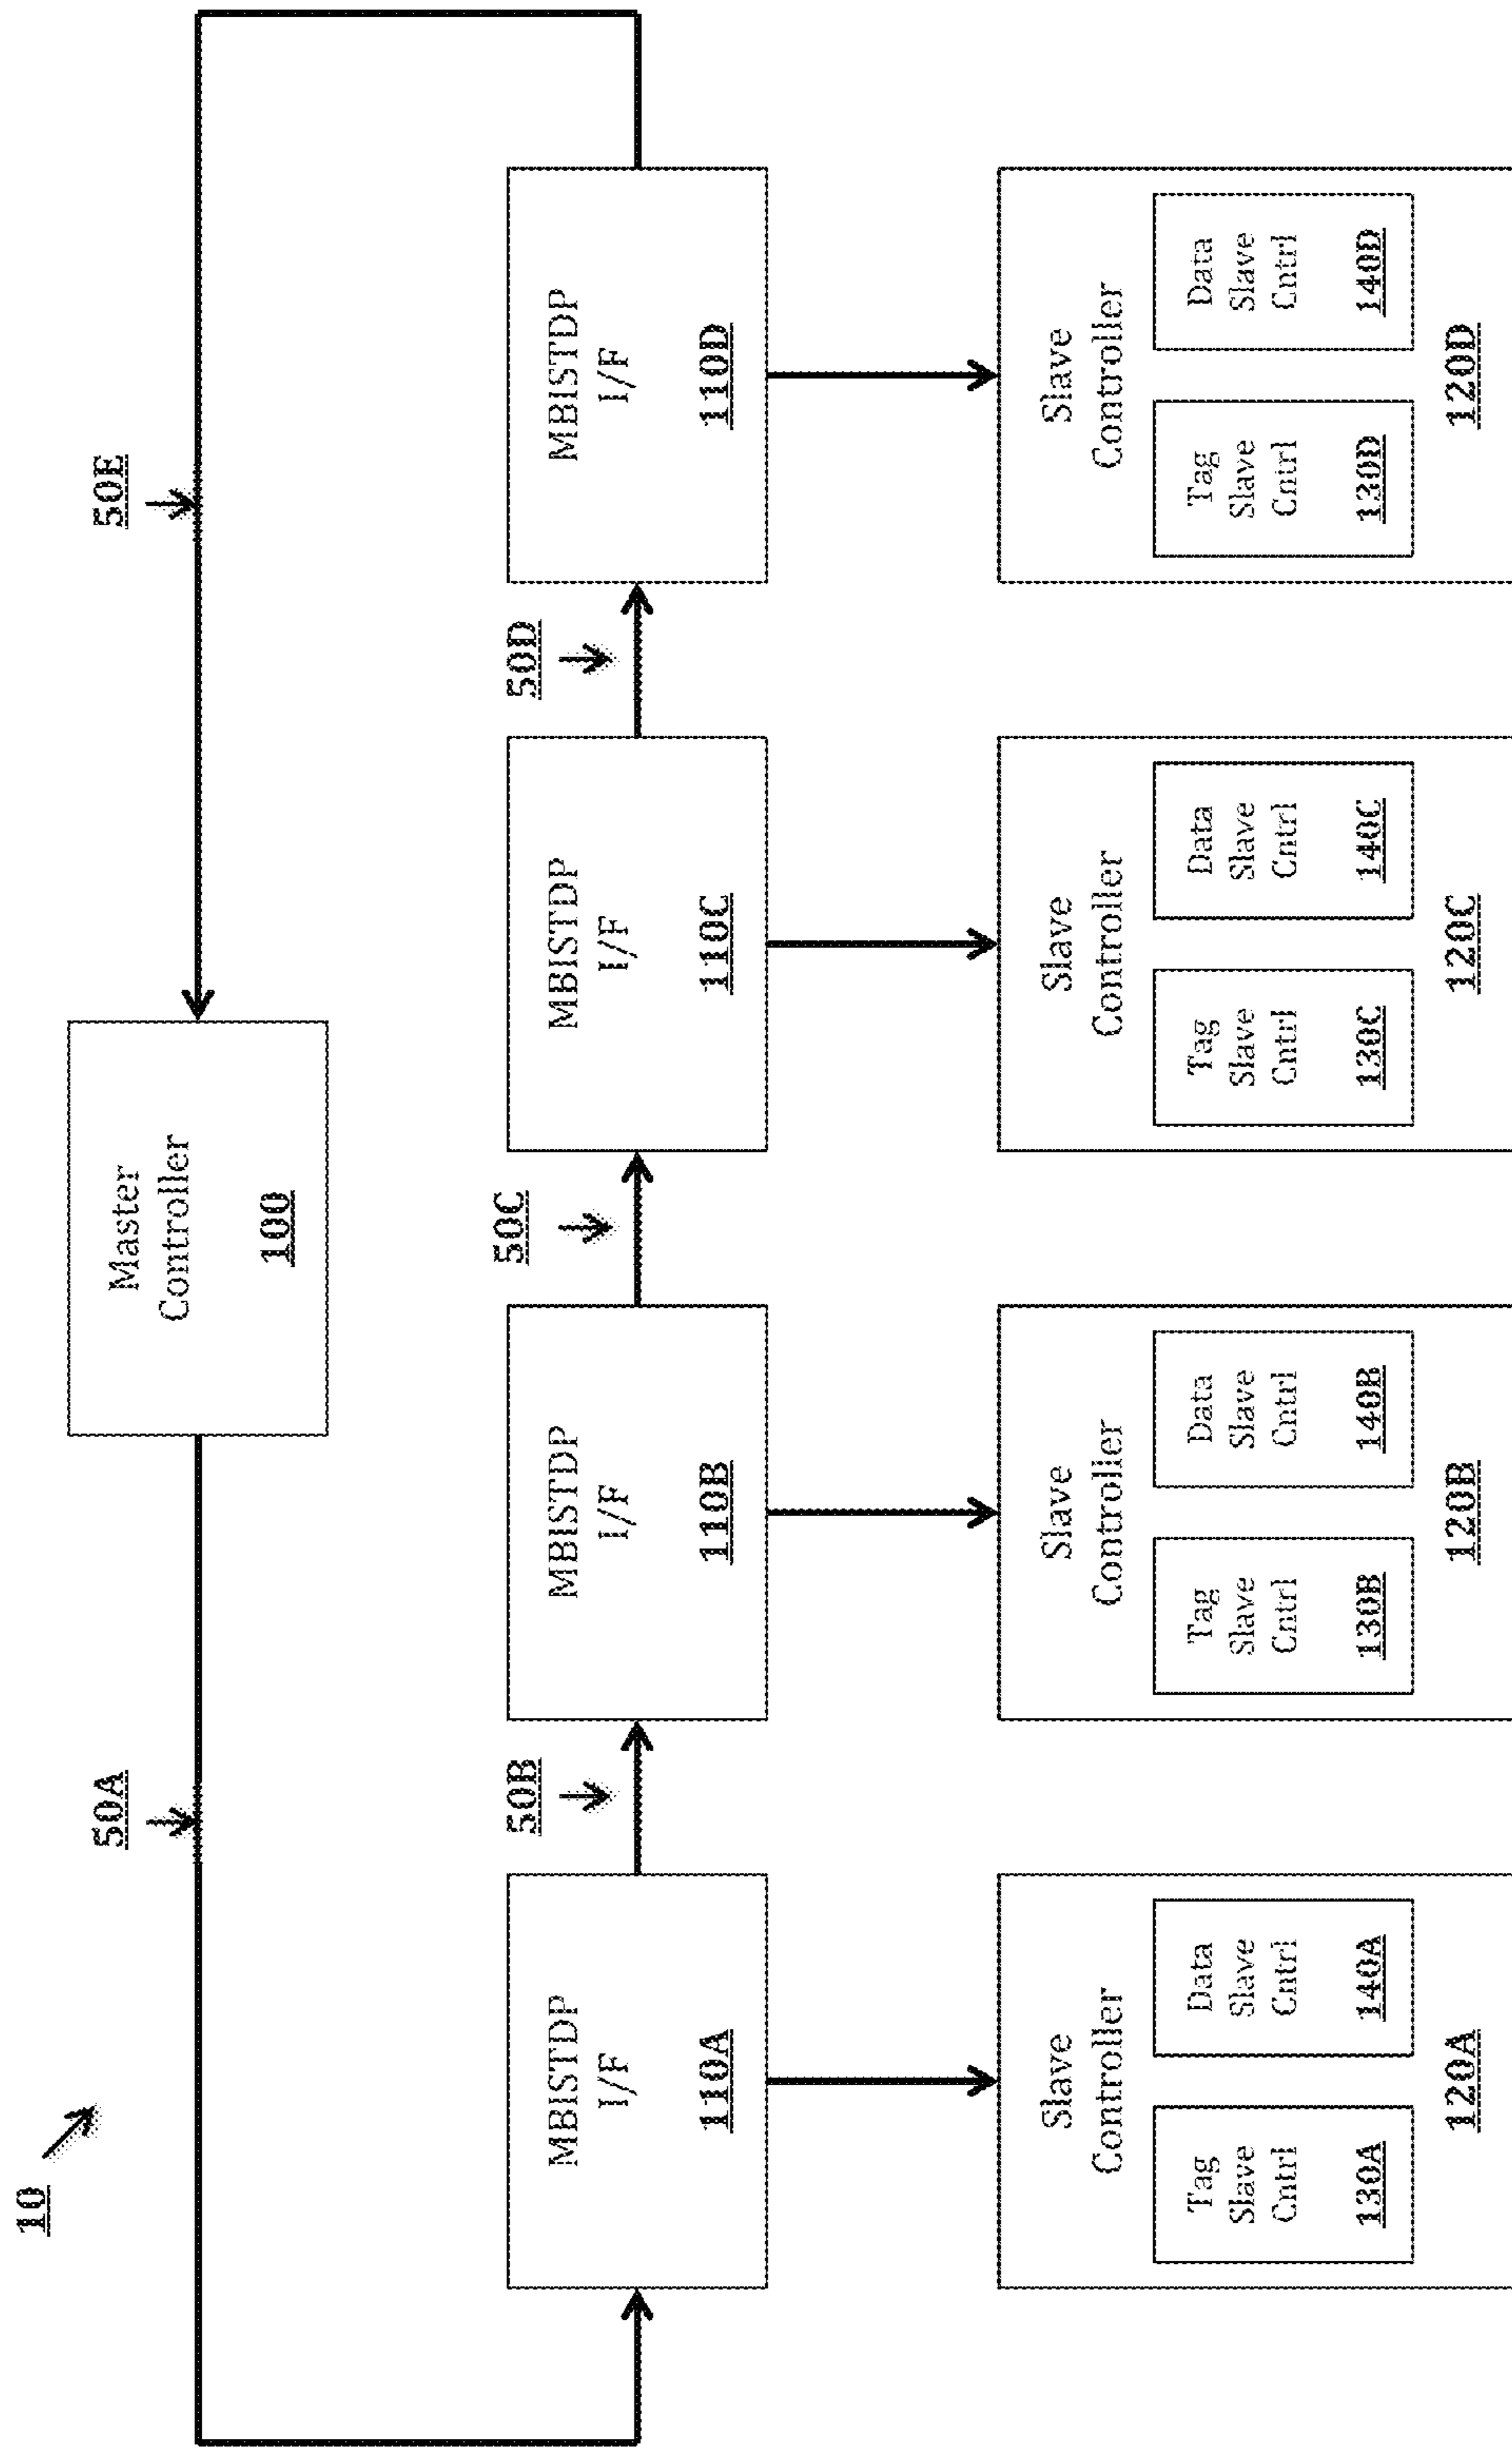 10
50A
50E
Master
Controller
100
50B
50C
50D
MBISTDP
I/F
110A
MBISTDP
I/F
110B
MBISTDP
I/F
110C
MBISTDP
I/F
110D
Slave
Controller
Tag
Slave
Cntrl
130A
Data
Slave
Cntrl
140A
120A
Slave
Controller
Tag
Slave
Cntrl
130B
Data
Slave
Cntrl
140B
120B
Slave
Controller
Tag
Slave
Cntrl
130C
Data
Slave
Cntrl
140C
120C
Slave
Controller
Tag
Slave
Cntrl
130D
Data
Slave
Cntrl
140D
120D